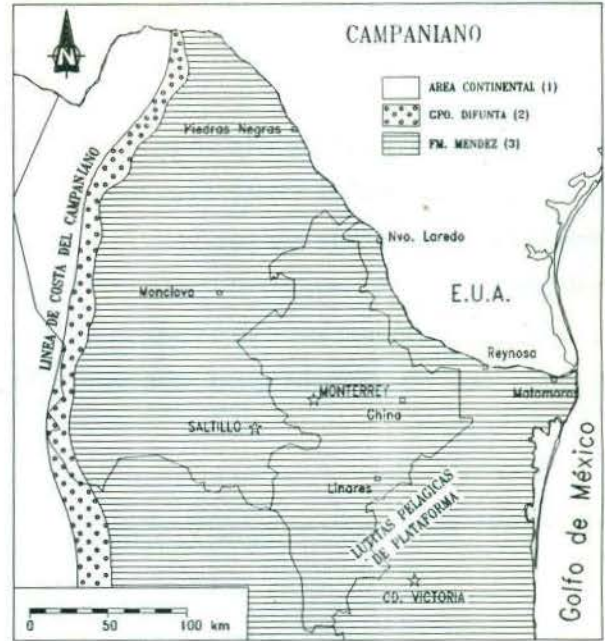 N
CAMPANIANO
AREA CONTINENTAL (1)
GPO. DIFUNTA (2)
FM. MENDEZ (3)
Piedras Negras
LINEA DE COSTA DEL CAMPANIANO
Nvo. Laredo
E.U.A.
Monclova
Reynosa
MONTERREY
Matamoros
China
SALTILLO
Linares
LUTITAS PELAGICAS
DE PLATAFORMA
CD. VICTORIA
Golfo de México
0 50 100 km